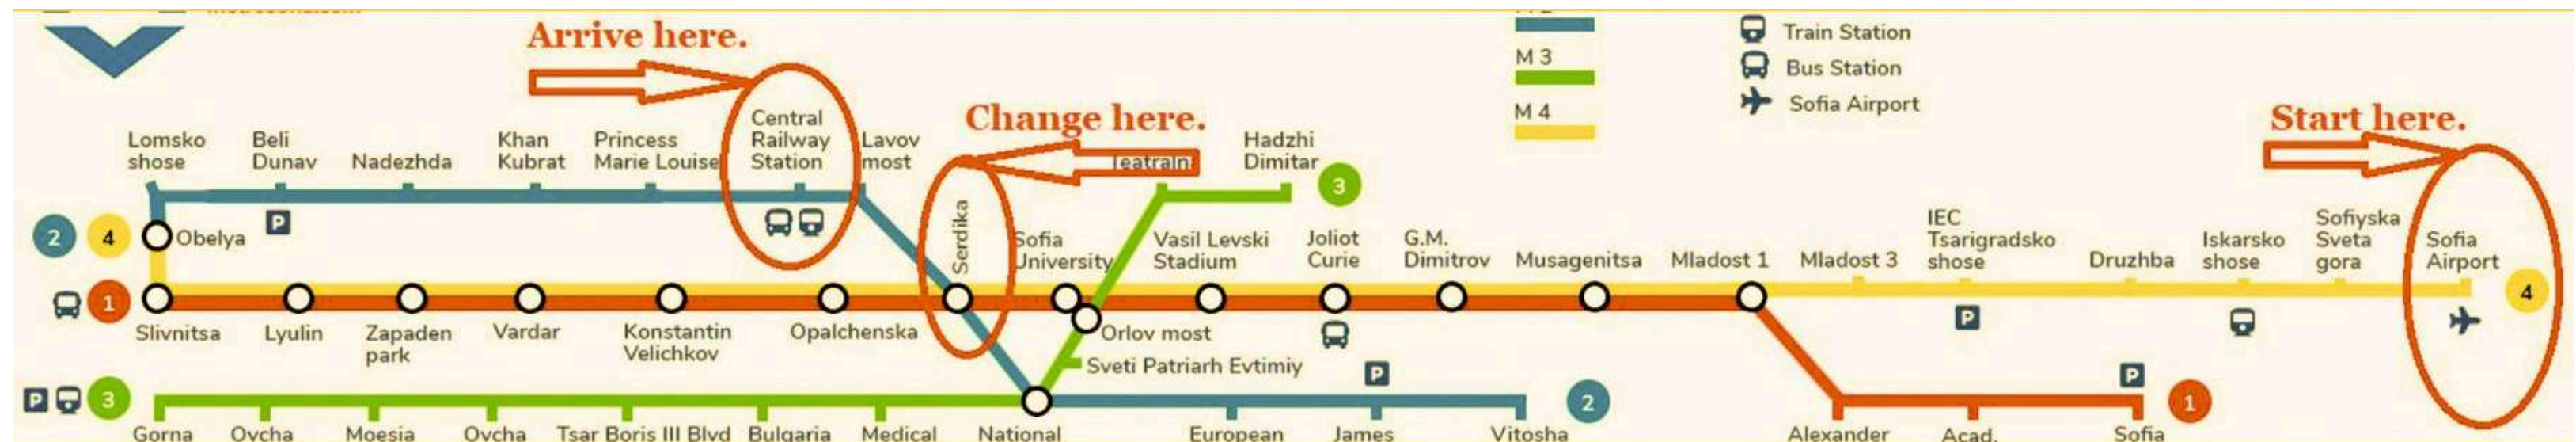 Arrive here.
Train Station
M 3
Bus Station
Sofia Airport
M 4
Change here.
Start here.
Lomsko
shose
Beli
Dunav
Nadezhda
Khan
Kubrat
Princess
Marie Louise
Central
Railway
Station
Lavov
most
Hadzhi
Dimitar
3
2
4
Obelya
P
Serdika
Sofia
University
Vasil Levski
Stadium
Joliot
Curie
G.M.
Dimitrov
Musagenitsa
Mladost 1
Mladost 3
IEC
Tsarigradsko
shose
Druzhba
Iskarsko
shose
Sofiyska
Sveta
gora
Sofia
Airport
4
1
Slivnitsa
Lyulin
Zapaden
park
Vardar
Konstantin
Velichkov
Opalchenska
Orlov most
P
Sveti Patriarh Evtimiy
P
P
P
3
2
1
Gorna
Ovcha
Moesia
Ovcha
Tsar Boris III Blvd
Bulgaria
Medical
National
European
James
Vitosha
Alexander
Acad.
Sofia